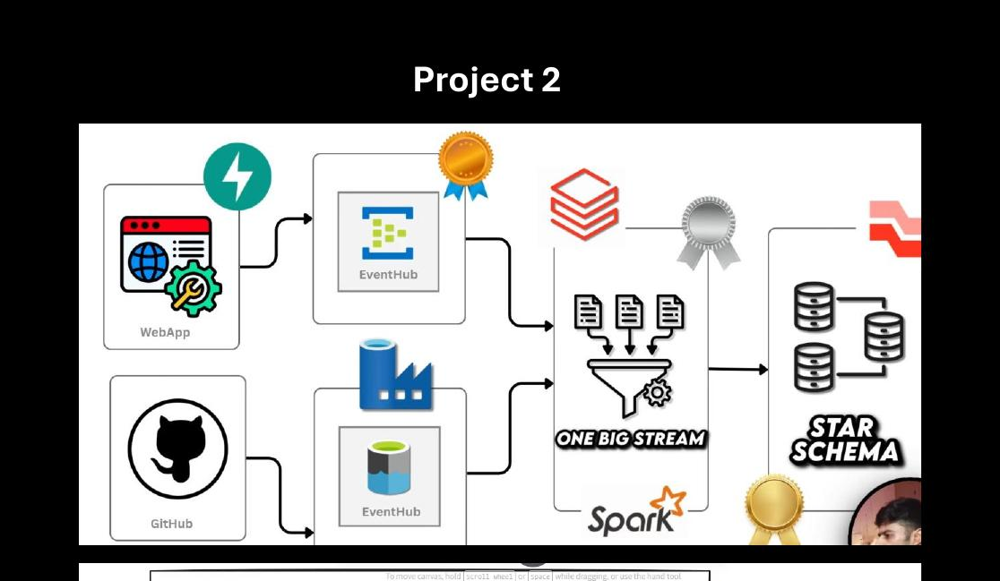 Project 2
EventHub
WebApp
ONE BIG STREAM
STAR
SCHEMA
GitHub
EventHub
Spark
To move canvas, hold scroll wheel or space while dragging, or use the hand tool